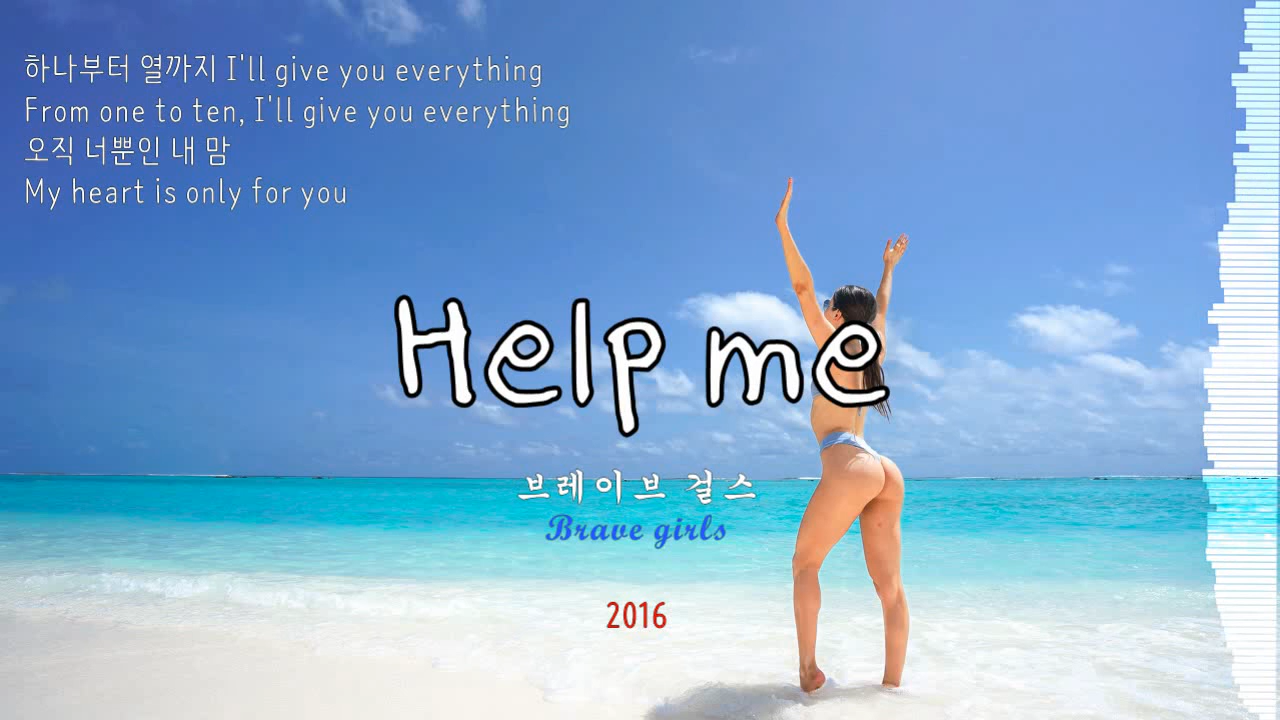 하나부터 열까지 I'll give you everything
From one to ten, I'll give you everything
오직 너뿐인 내 맘
My heart is only for you
Help me
브레이브 걸스
Brave girls
2016